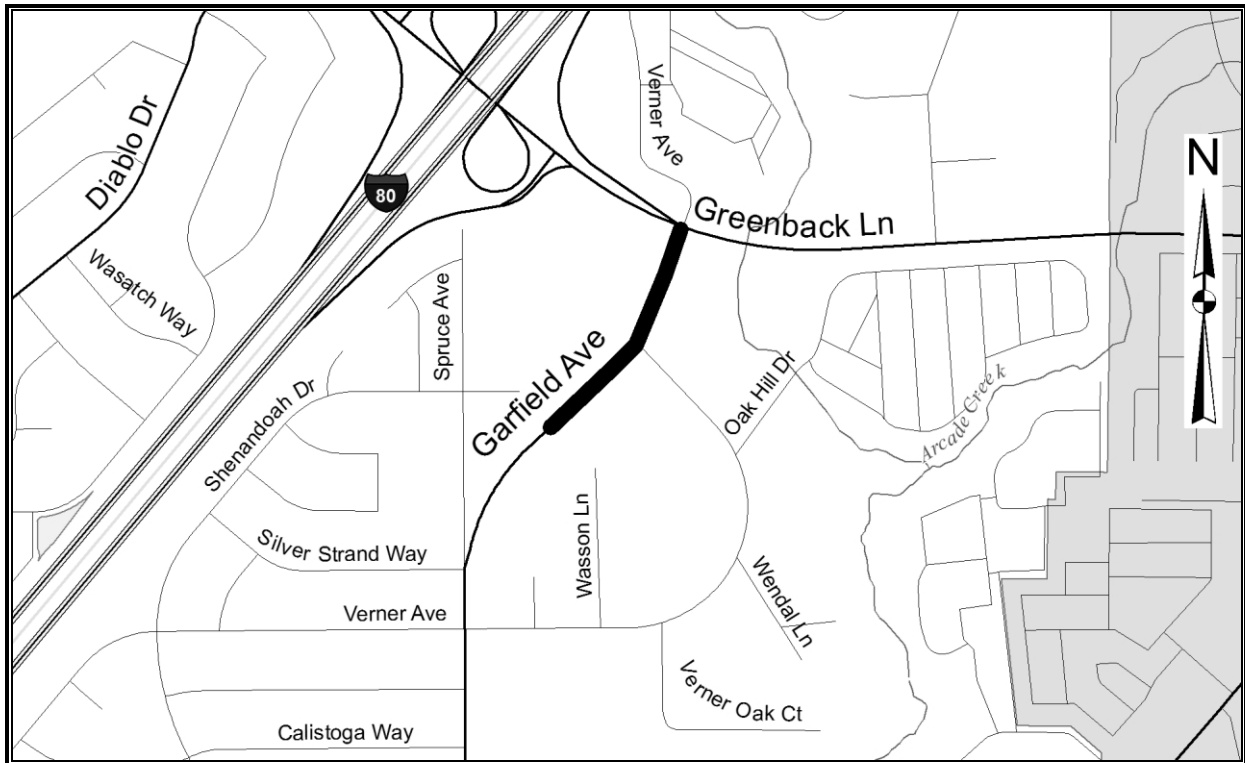 Verner Ave
Diablo Dr
N
80
Greenback Ln
Wasatch Way
Spruce Ave
Garfield Ave
Oak Hill Dr
Shenandoah Dr
Arcade Creek
Silver Strand Way
Wasson Ln
Wendal Ln
Verner Ave
Verner Oak Ct
Calistoga Way